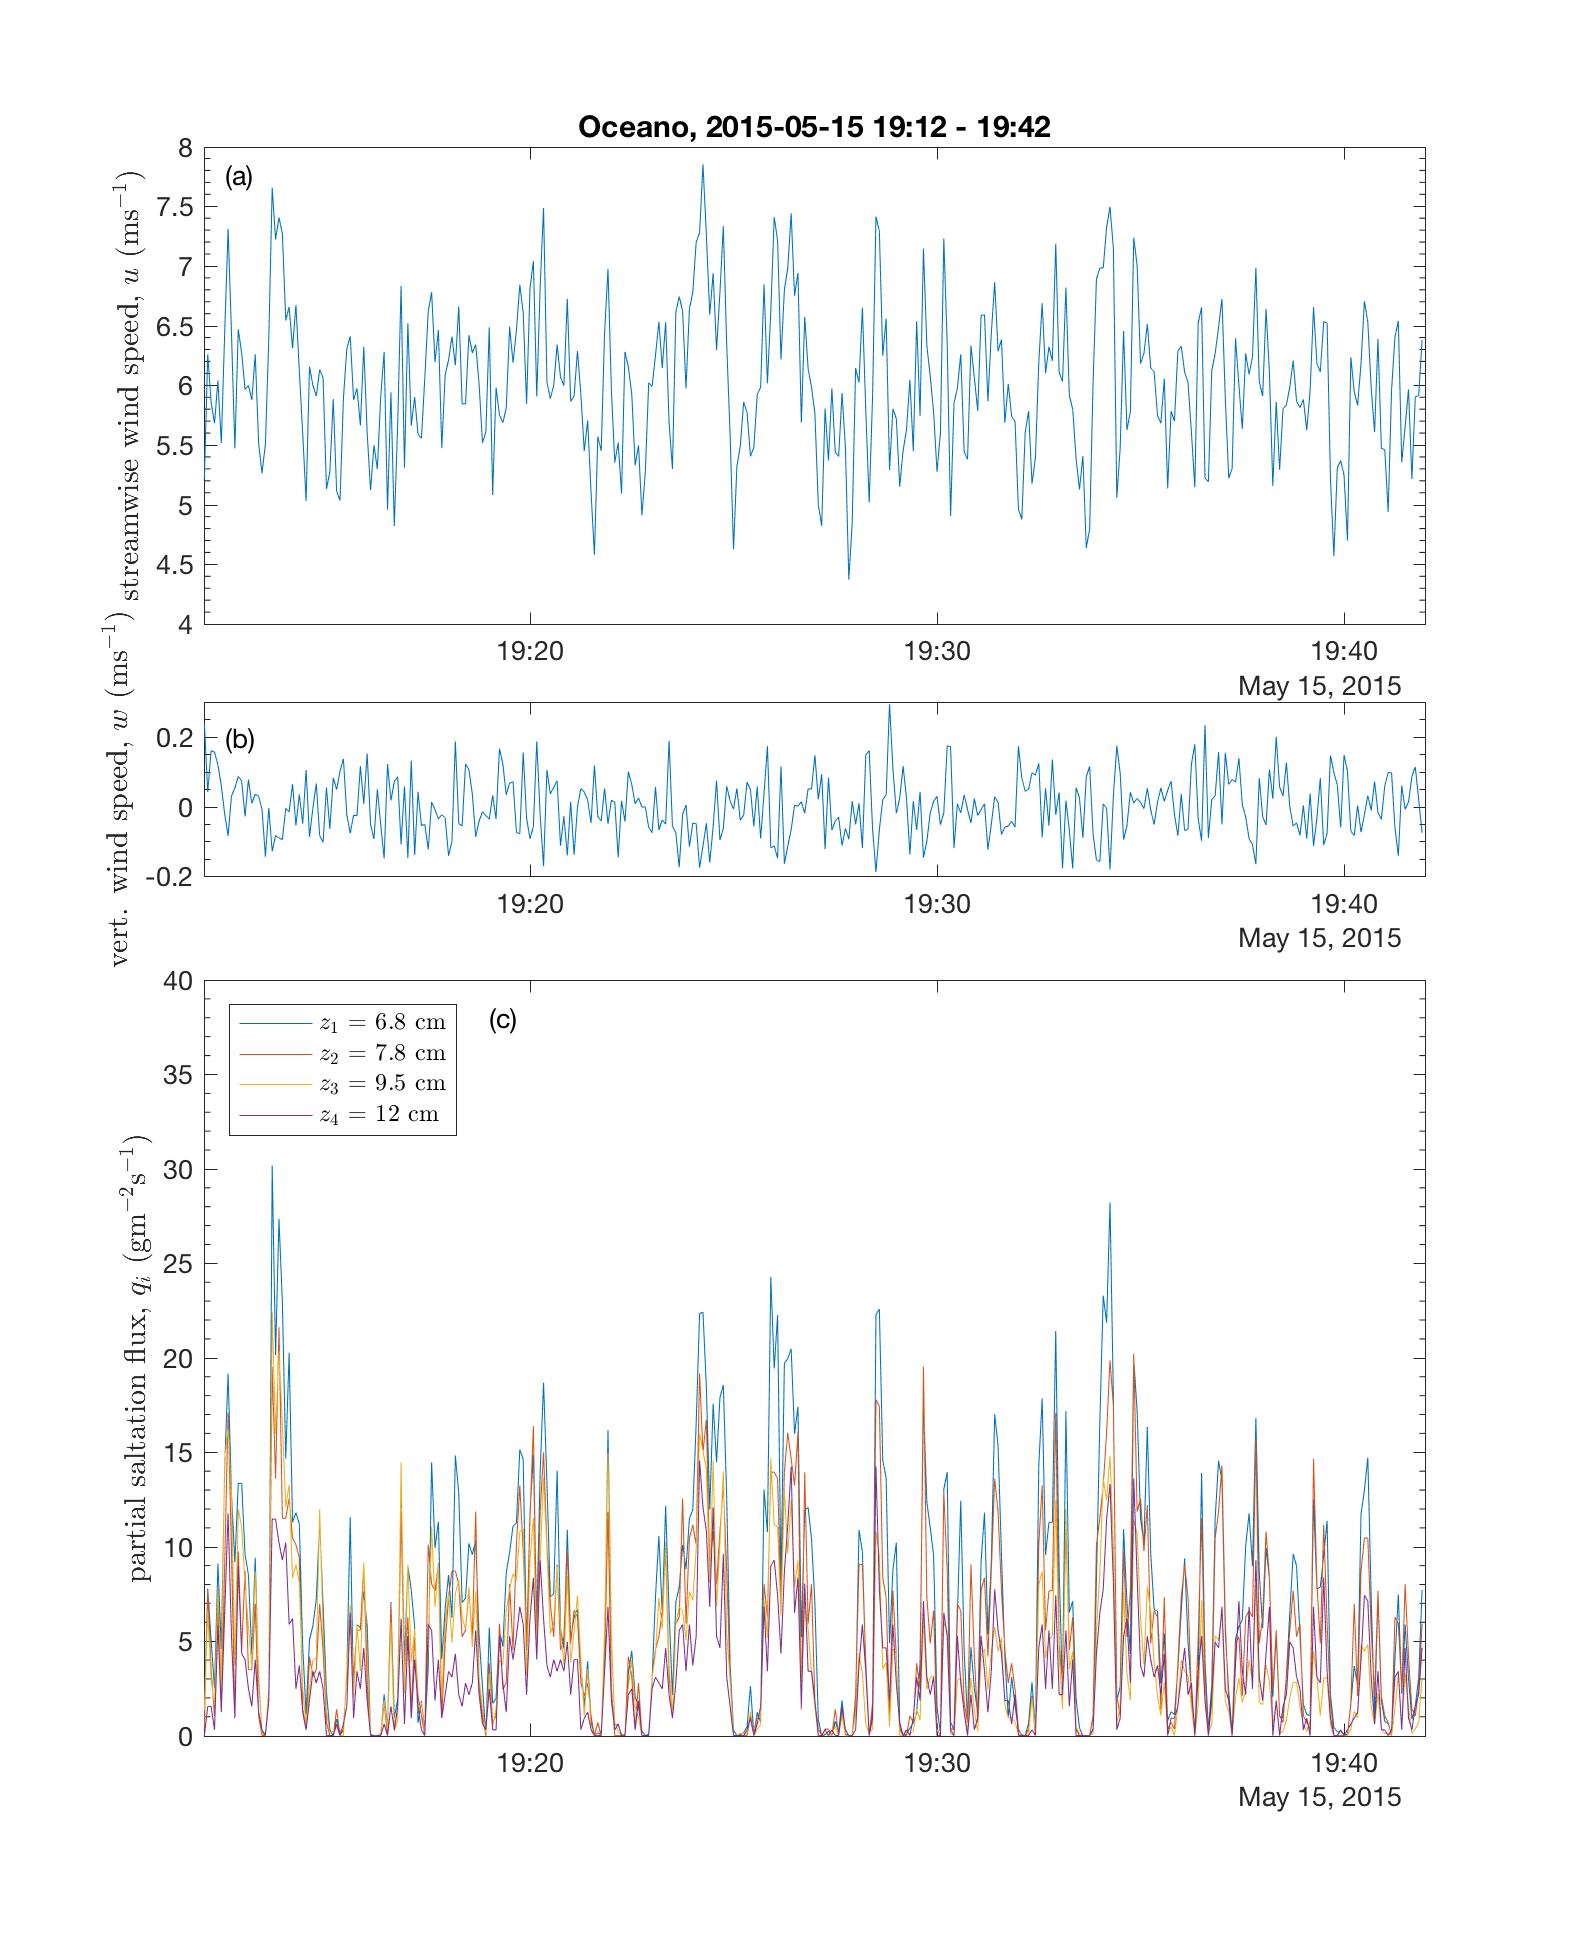 Oceano, 2015-05-15 19:12 - 19:42
(a)
streamwise wind speed, u (ms⁻¹)
8
7.5
7
6.5
6
5.5
5
4.5
4
19:20 19:30 19:40
May 15, 2015
(b)
vert. wind speed, w (ms⁻¹)
0.2
0
-0.2
19:20 19:30 19:40
May 15, 2015
(c)
partial saltation flux, qᵢ (gm⁻²s⁻¹)
40
35
30
25
20
15
10
5
0
z₁ = 6.8 cm
z₂ = 7.8 cm
z₃ = 9.5 cm
z₄ = 12 cm
19:20 19:30 19:40
May 15, 2015